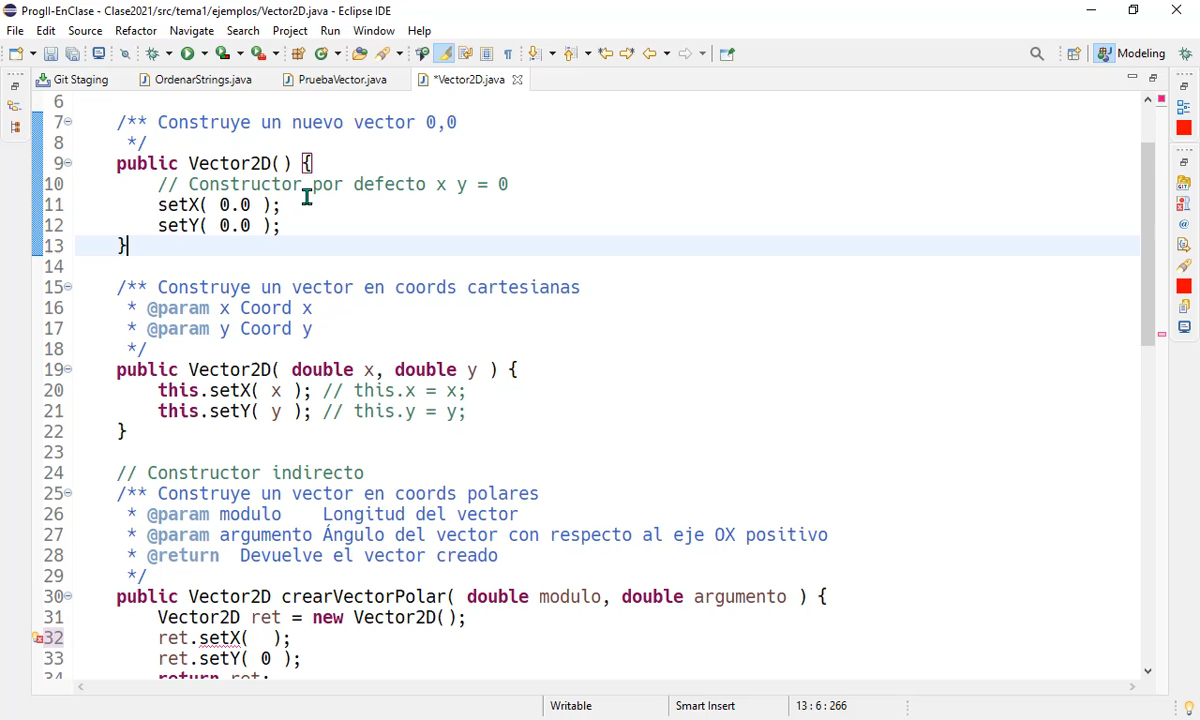 ProgII-EnClase - Clase2021/src/tema1/ejemplos/Vector2D.java - Eclipse IDE
File Edit Source Refactor Navigate Search Project Run Window Help
Modeling
Git Staging OrdenarStrings.java PruebaVector.java *Vector2D.java
6
7 /** Construye un nuevo vector 0,0
8 */
9 public Vector2D() {
10 // Constructor por defecto x y = 0
11 setX( 0.0 );
12 setY( 0.0 );
13 }
14
15 /** Construye un vector en coords cartesianas
16 * @param x Coord x
17 * @param y Coord y
18 */
19 public Vector2D( double x, double y ) {
20 this.setX( x ); // this.x = x;
21 this.setY( y ); // this.y = y;
22 }
23
24 // Constructor indirecto
25 /** Construye un vector en coords polares
26 * @param modulo Longitud del vector
27 * @param argumento Ángulo del vector con respecto al eje OX positivo
28 * @return Devuelve el vector creado
29 */
30 public Vector2D crearVectorPolar( double modulo, double argumento ) {
31 Vector2D ret = new Vector2D();
32 ret.setX( );
33 ret.setY( 0 );
34 return ret;
Writable Smart Insert 13 : 6 : 266